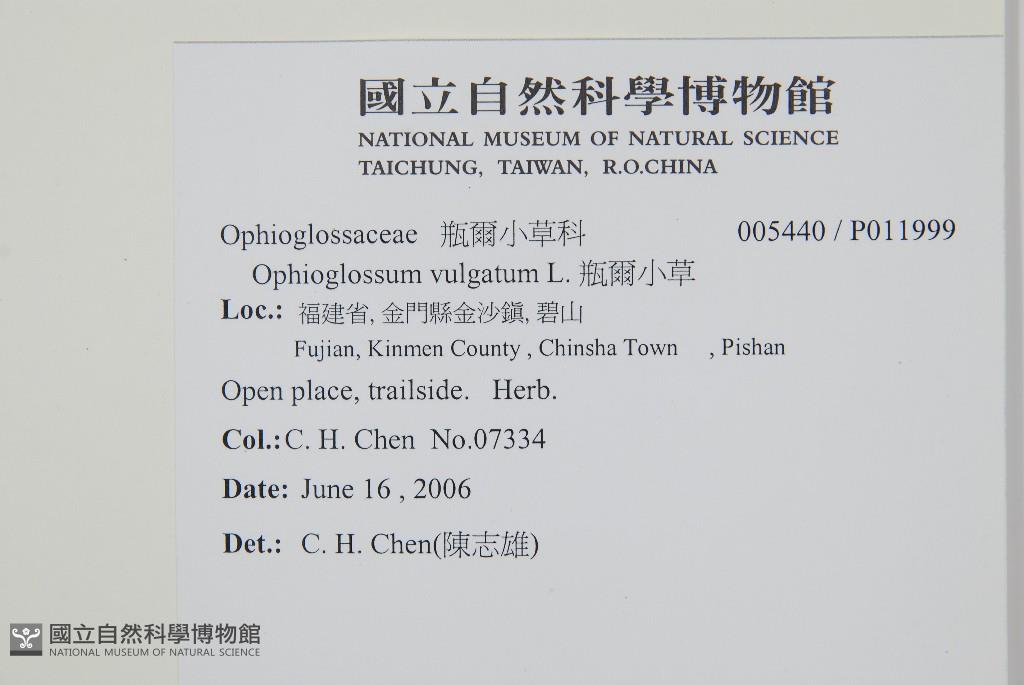 國立自然科學博物館
NATIONAL MUSEUM OF NATURAL SCIENCE
TAICHUNG, TAIWAN, R.O.CHINA
Ophioglossaceae 瓶爾小草科 005440 / P011999
Ophioglossum vulgatum L. 瓶爾小草
Loc.: 福建省, 金門縣金沙鎮, 碧山
Fujian, Kinmen County , Chinsha Town , Pishan
Open place, trailside. Herb.
Col.: C. H. Chen No.07334
Date: June 16 , 2006
Det.: C. H. Chen(陳志雄)
國立自然科學博物館
NATIONAL MUSEUM OF NATURAL SCIENCE